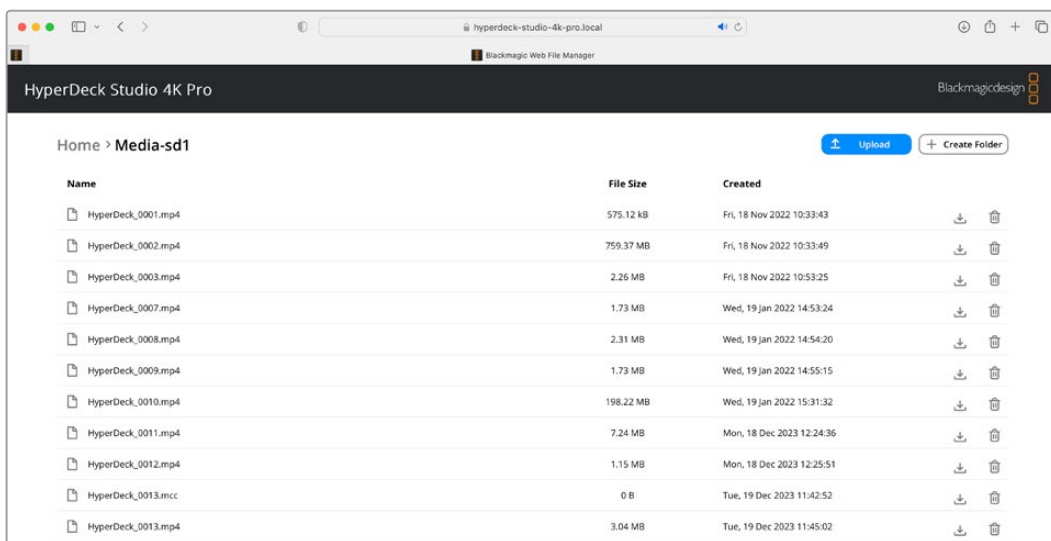 hyperdeck-studio-4k-pro.local
Blackmagic Web File Manager
HyperDeck Studio 4K Pro
Blackmagicdesign
Home > Media-sd1
Upload
+ Create Folder
Name File Size Created
HyperDeck_0001.mp4 575.12 kB Fri, 18 Nov 2022 10:33:43
HyperDeck_0002.mp4 759.37 MB Fri, 18 Nov 2022 10:33:49
HyperDeck_0003.mp4 2.26 MB Fri, 18 Nov 2022 10:53:25
HyperDeck_0007.mp4 1.73 MB Wed, 19 Jan 2022 14:53:24
HyperDeck_0008.mp4 2.31 MB Wed, 19 Jan 2022 14:54:20
HyperDeck_0009.mp4 1.73 MB Wed, 19 Jan 2022 14:55:15
HyperDeck_0010.mp4 198.22 MB Wed, 19 Jan 2022 15:31:32
HyperDeck_0011.mp4 7.24 MB Mon, 18 Dec 2023 12:24:36
HyperDeck_0012.mp4 1.15 MB Mon, 18 Dec 2023 12:25:51
HyperDeck_0013.mcc 0 B Tue, 19 Dec 2023 11:42:52
HyperDeck_0013.mp4 3.04 MB Tue, 19 Dec 2023 11:45:02